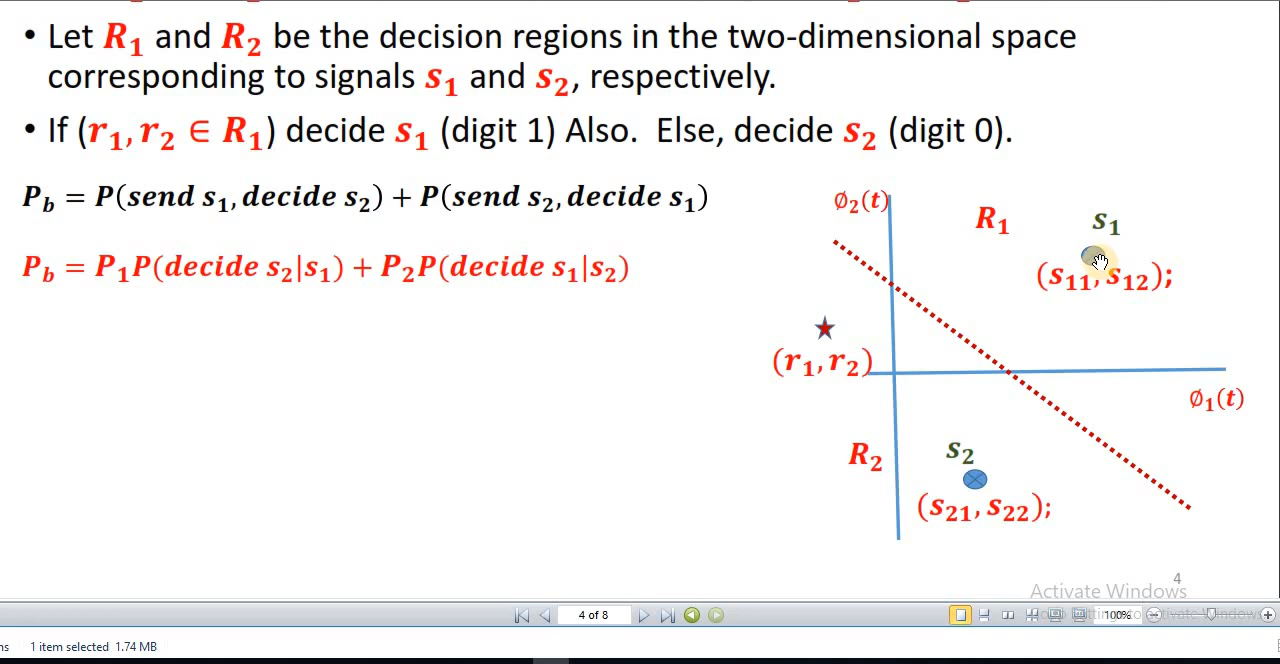 • Let R₁ and R₂ be the decision regions in the two-dimensional space
corresponding to signals s₁ and s₂, respectively.
• If (r₁, r₂ ∈ R₁) decide s₁ (digit 1) Also. Else, decide s₂ (digit 0).
P_b = P(send s₁, decide s₂) + P(send s₂, decide s₁)
P_b = P₁P(decide s₂|s₁) + P₂P(decide s₁|s₂)
∅₂(t)
R₁
s₁
(s₁₁, s₁₂);
(r₁, r₂)
∅₁(t)
R₂
s₂
(s₂₁, s₂₂);
4
Activate Windows
4 of 8
100%
1 item selected 1.74 MB